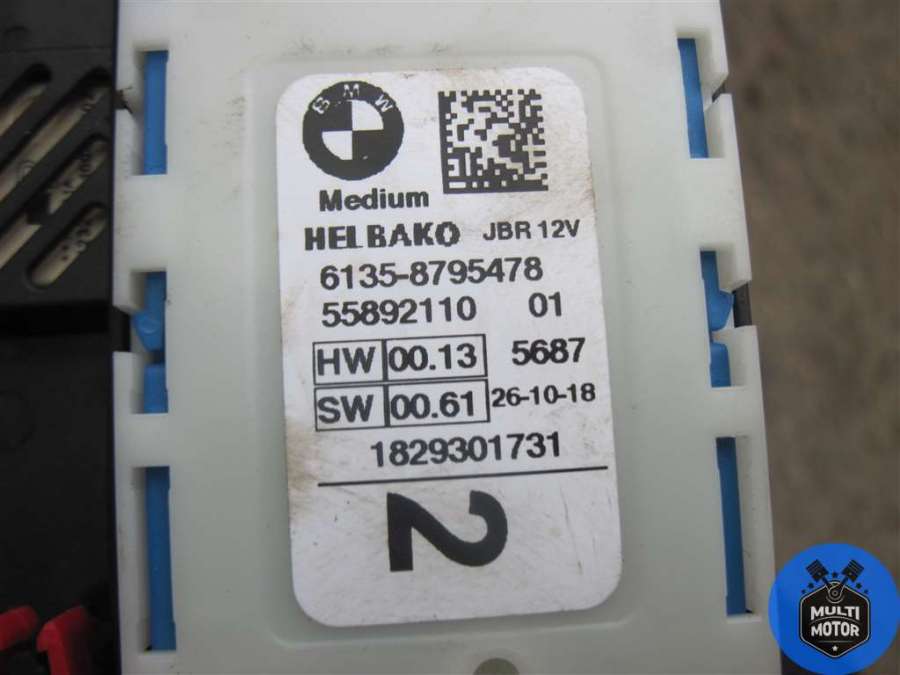 BMW
Medium
HELBAKO JBR 12V
6135-8795478
55892110 01
HW 00.13 5687
SW 00.61 26-10-18
1829301731
2
MULTI
MOTOR